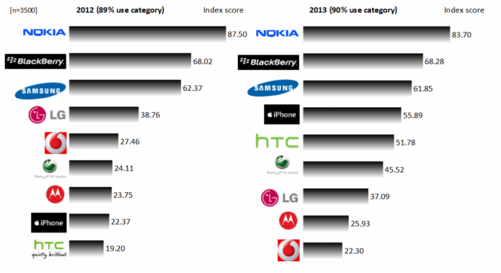 [n=3500]
2012 (89% use category)
Index score
NOKIA
87.50
BlackBerry
68.02
SAMSUNG
62.37
LG
38.76
27.46
24.11
23.75
iPhone
22.37
htc
quietly brilliant
19.20
2013 (90% use category)
Index score
NOKIA
83.70
BlackBerry
68.28
SAMSUNG
61.85
iPhone
55.89
hTC
51.78
45.52
LG
37.09
25.93
22.30